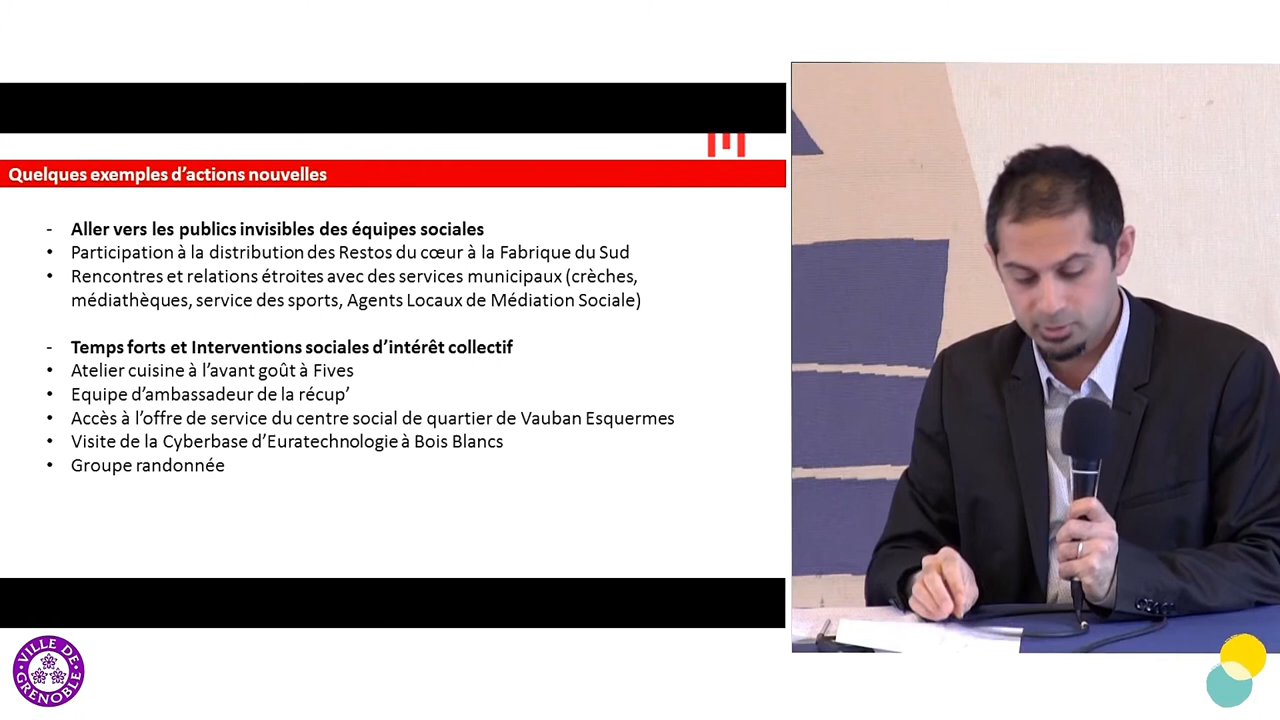 Quelques exemples d'actions nouvelles
- Aller vers les publics invisibles des équipes sociales
• Participation à la distribution des Restos du cœur à la Fabrique du Sud
• Rencontres et relations étroites avec des services municipaux (crèches,
médiathèques, service des sports, Agents Locaux de Médiation Sociale)
- Temps forts et Interventions sociales d'intérêt collectif
• Atelier cuisine à l'avant goût à Fives
• Equipe d'ambassadeur de la récup'
• Accès à l'offre de service du centre social de quartier de Vauban Esquermes
• Visite de la Cyberbase d'Euratechnologie à Bois Blancs
• Groupe randonnée
VILLE DE
GRENOBLE